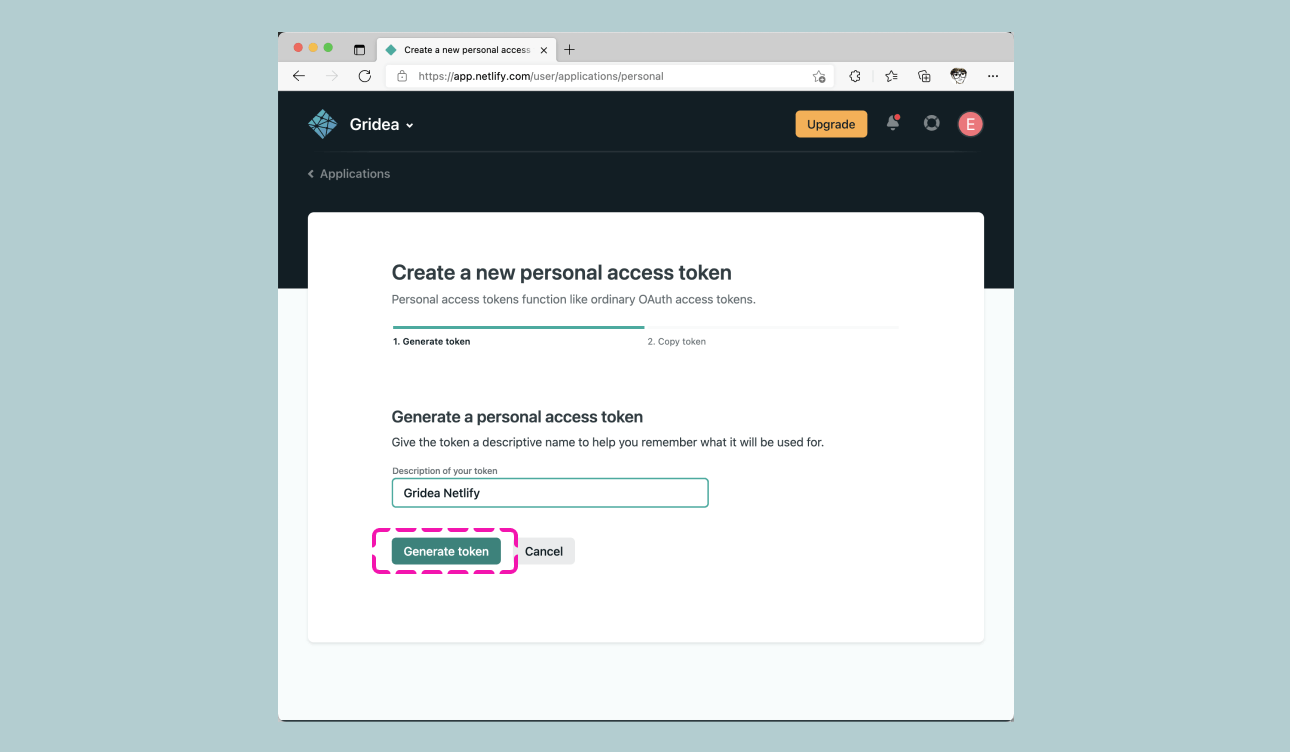 Create a new personal access
https://app.netlify.com/user/applications/personal
Gridea
Upgrade
E
Applications
Create a new personal access token
Personal access tokens function like ordinary OAuth access tokens.
1. Generate token
2. Copy token
Generate a personal access token
Give the token a descriptive name to help you remember what it will be used for.
Description of your token
Gridea Netlify
Generate token
Cancel